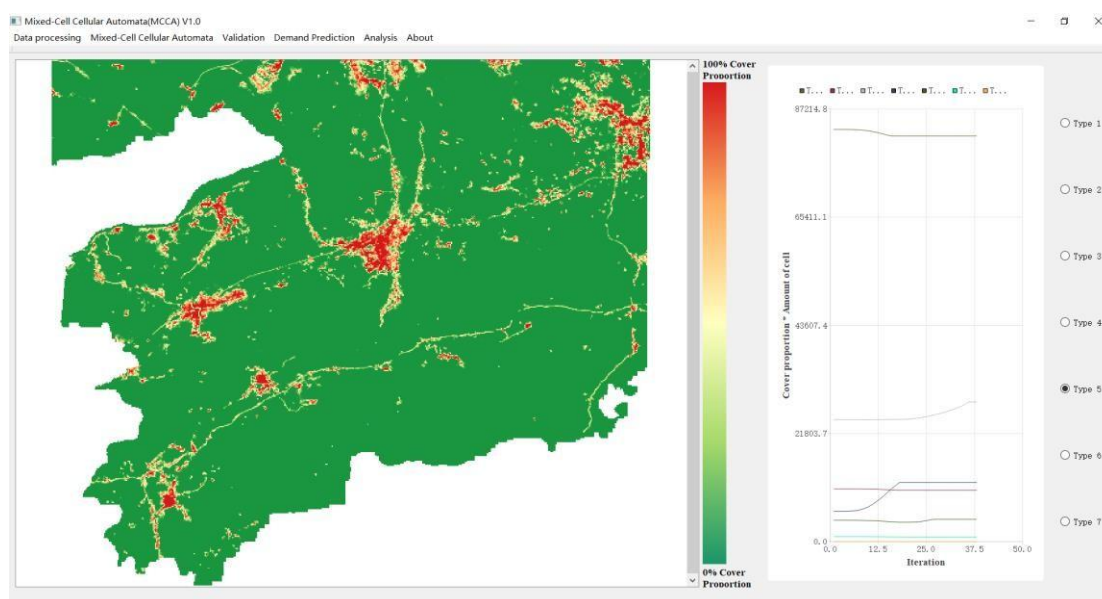 Mixed-Cell Cellular Automata(MCCA) V1.0
Data processing Mixed-Cell Cellular Automata Validation Demand Prediction Analysis About
100% Cover
Proportion
0% Cover
Proportion
T... T... T... T... T... T... T...
87214.8
65411.1
43607.4
21803.7
0.0
0.0 12.5 25.0 37.5 50.0
Iteration
Cover proportion * Amount of cell
Type 1
Type 2
Type 3
Type 4
Type 5
Type 6
Type 7